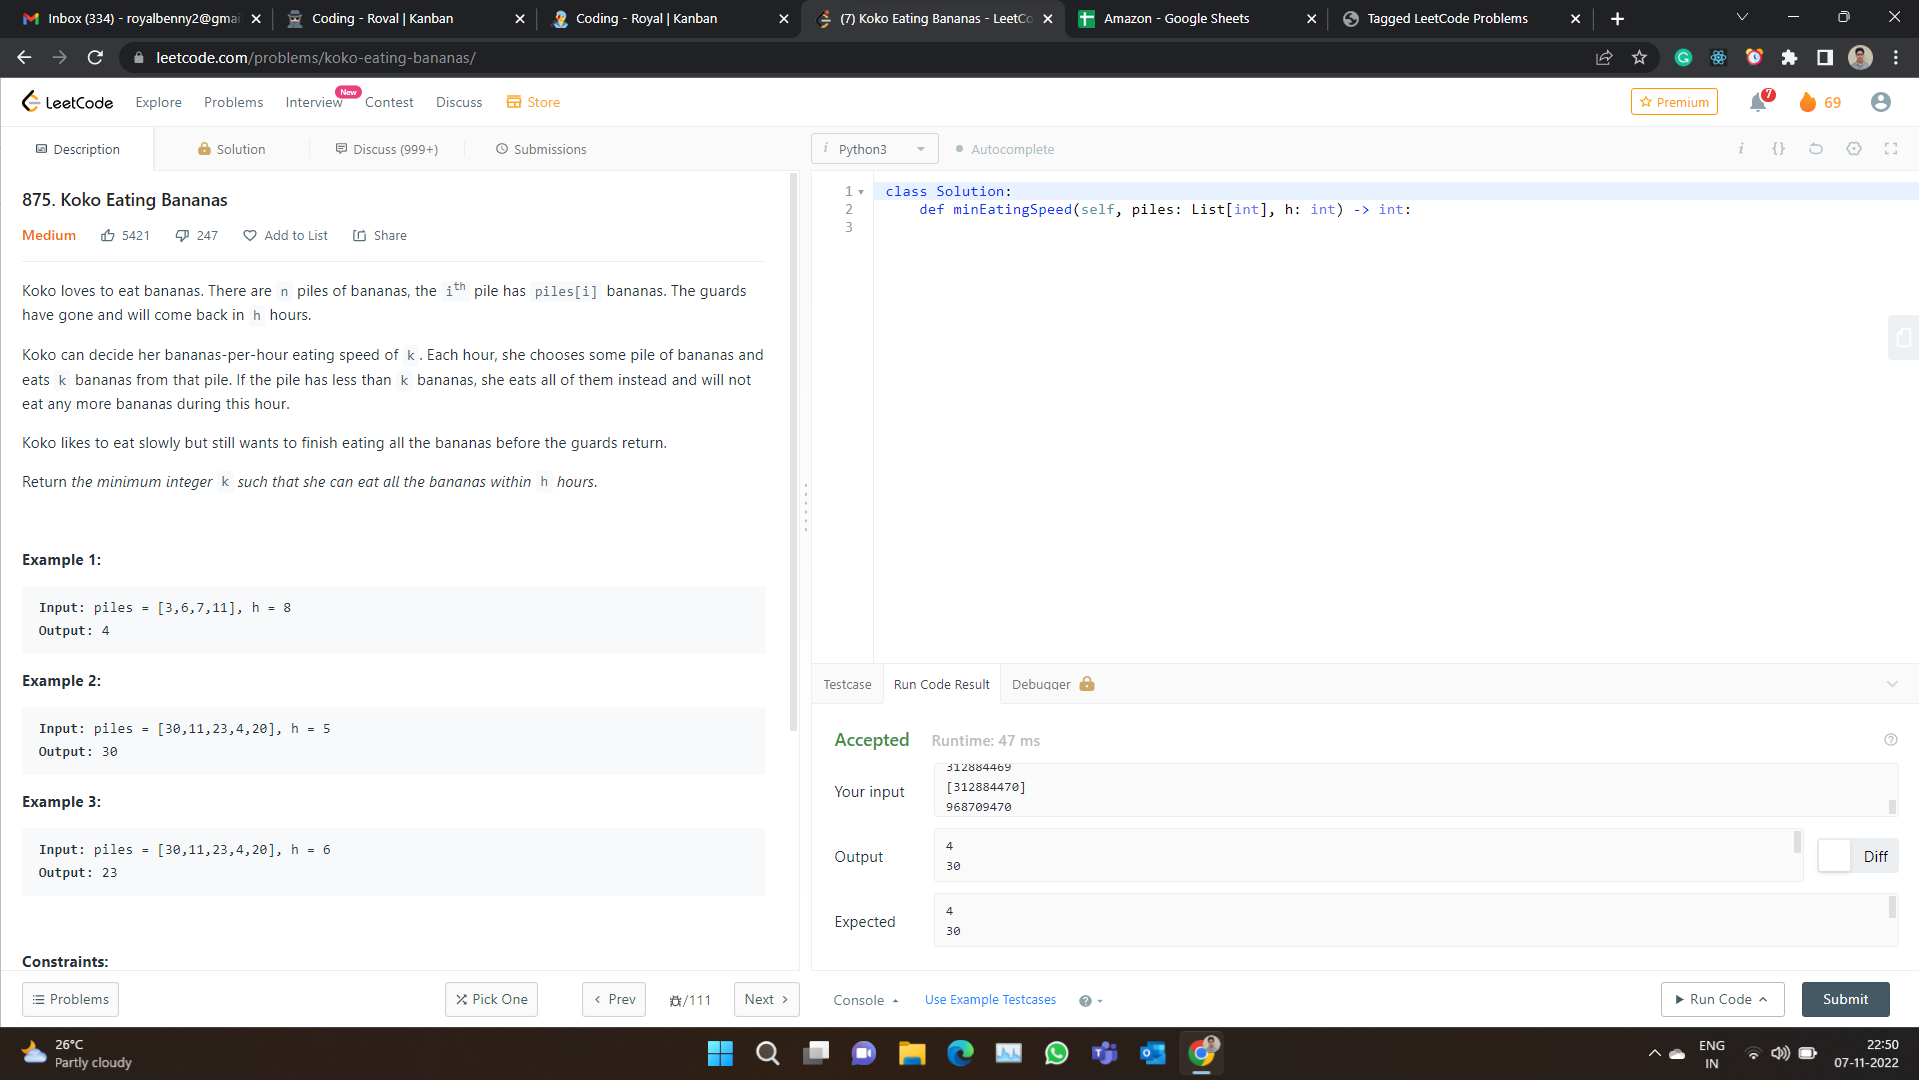 Inbox (334) - royalbenny2@gmai
Coding - Royal | Kanban
Coding - Royal | Kanban
(7) Koko Eating Bananas - LeetCo
Amazon - Google Sheets
Tagged LeetCode Problems
leetcode.com/problems/koko-eating-bananas/
LeetCode
Explore
Problems
Interview
New
Contest
Discuss
Store
Premium
7
69
Description
Solution
Discuss (999+)
Submissions
i Python3
Autocomplete
i {}
875. Koko Eating Bananas
Medium
5421
247
Add to List
Share
Koko loves to eat bananas. There are n piles of bananas, the ith pile has piles[i] bananas. The guards
have gone and will come back in h hours.
Koko can decide her bananas-per-hour eating speed of k. Each hour, she chooses some pile of bananas and
eats k bananas from that pile. If the pile has less than k bananas, she eats all of them instead and will not
eat any more bananas during this hour.
Koko likes to eat slowly but still wants to finish eating all the bananas before the guards return.
Return the minimum integer k such that she can eat all the bananas within h hours.
Example 1:
Input: piles = [3,6,7,11], h = 8
Output: 4
Example 2:
Input: piles = [30,11,23,4,20], h = 5
Output: 30
Example 3:
Input: piles = [30,11,23,4,20], h = 6
Output: 23
Constraints:
Problems
Pick One
Prev
/111
Next
1 class Solution:
2 def minEatingSpeed(self, piles: List[int], h: int) -> int:
3
Testcase
Run Code Result
Debugger
Accepted
Runtime: 47 ms
Your input
312884469
[312884470]
968709470
Output
4
30
Diff
Expected
4
30
Console
Use Example Testcases
Run Code
Submit
26°C
Partly cloudy
ENG
IN
22:50
07-11-2022